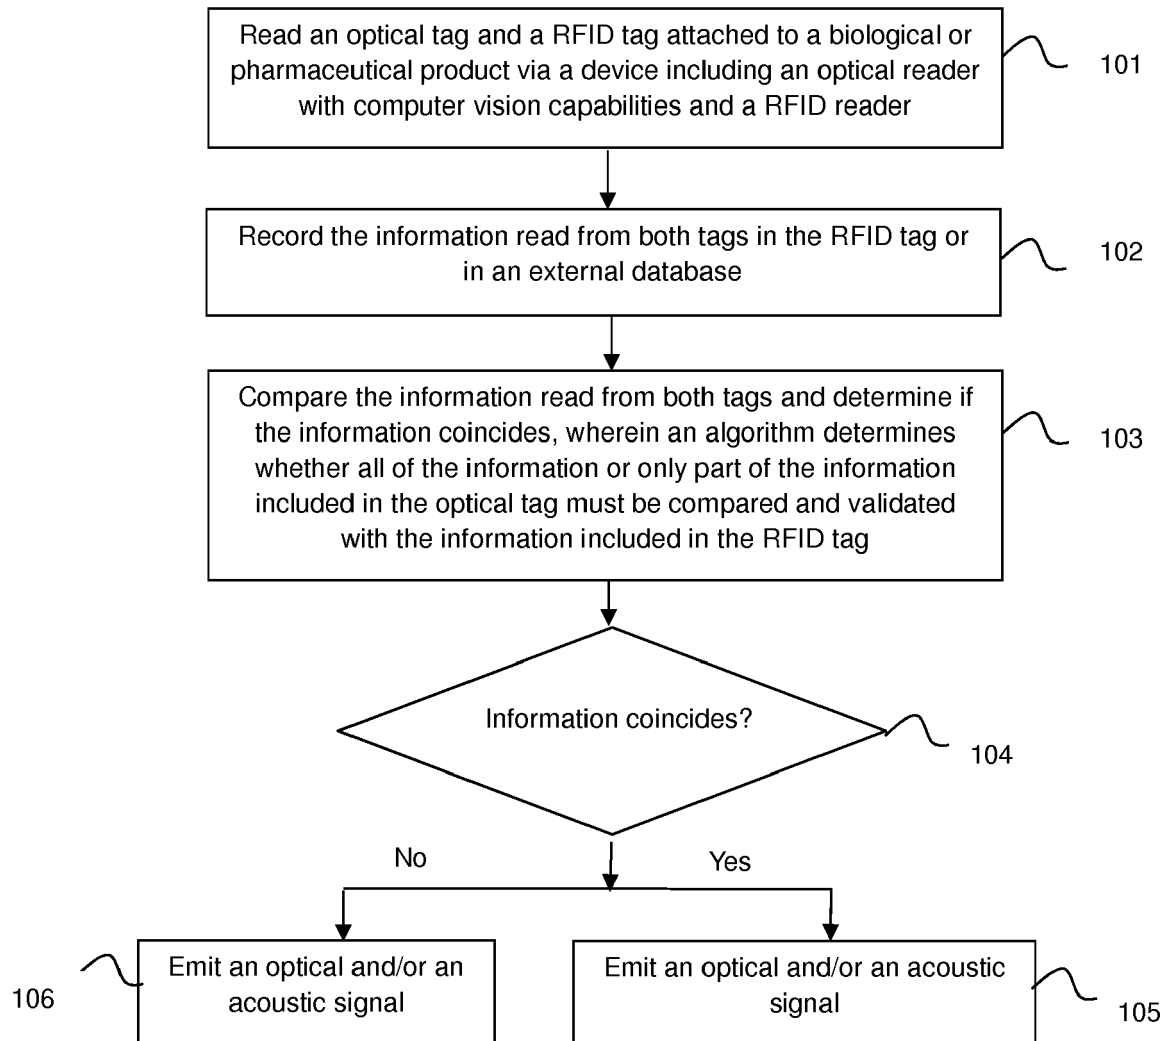 Read an optical tag and a RFID tag attached to a biological or
pharmaceutical product via a device including an optical reader
with computer vision capabilities and a RFID reader
101
Record the information read from both tags in the RFID tag or
in an external database
102
Compare the information read from both tags and determine if
the information coincides, wherein an algorithm determines
whether all of the information or only part of the information
included in the optical tag must be compared and validated
with the information included in the RFID tag
103
Information coincides?
104
No
Yes
Emit an optical and/or an
acoustic signal
106
Emit an optical and/or an acoustic
signal
105